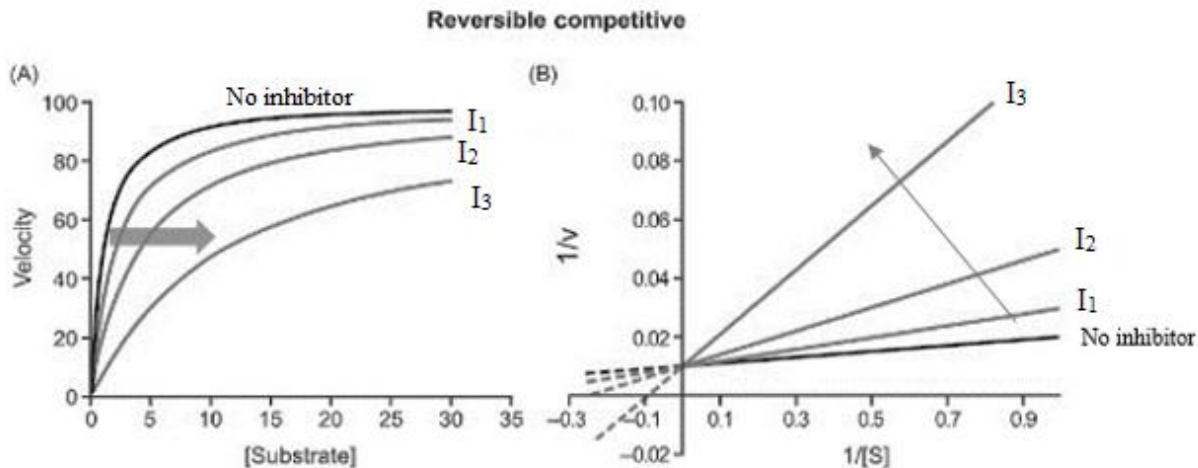 Reversible competitive
(A)
No inhibitor
I1
I2
I3
Velocity
100
80
60
40
20
0
0 5 10 15 20 25 30 35
[Substrate]
(B)
I3
I2
I1
No inhibitor
1/v
0.10
0.08
0.06
0.04
0.02
–0.02
–0.3 –0.1 0.1 0.3 0.5 0.7 0.9
1/[S]